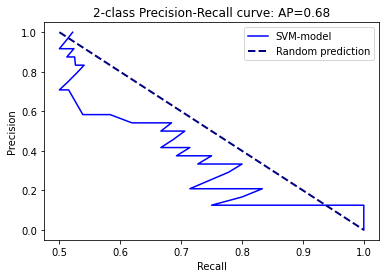 2-class Precision-Recall curve: AP=0.68
SVM-model
Random prediction
Precision
1.0
0.8
0.6
0.4
0.2
0.0
0.5
0.6
0.7
0.8
0.9
1.0
Recall